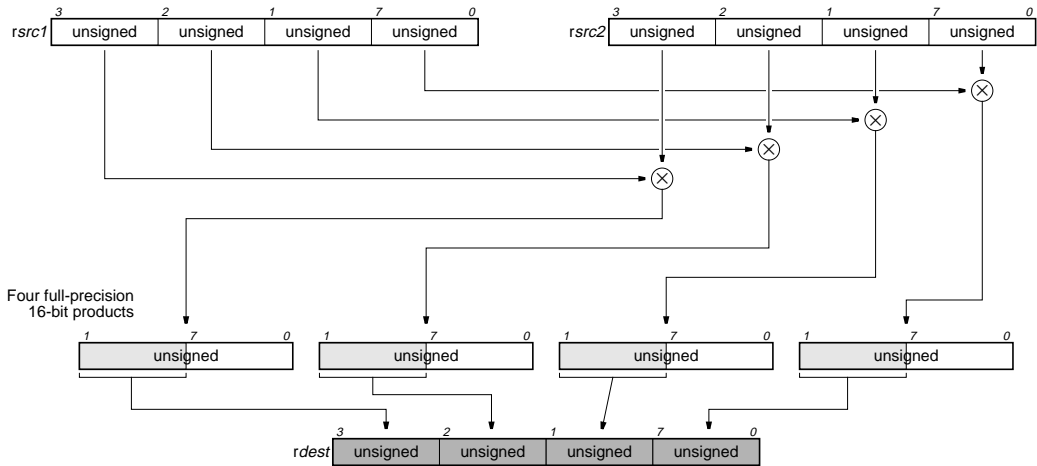 3 2 1 7 0 3 2 1 7 0
rsrc1 unsigned unsigned unsigned unsigned rsrc2 unsigned unsigned unsigned unsigned
Four full-precision
16-bit products
1 7 0 1 7 0 1 7 0 1 7 0
unsigned unsigned unsigned unsigned
3 2 1 7 0
rdest unsigned unsigned unsigned unsigned